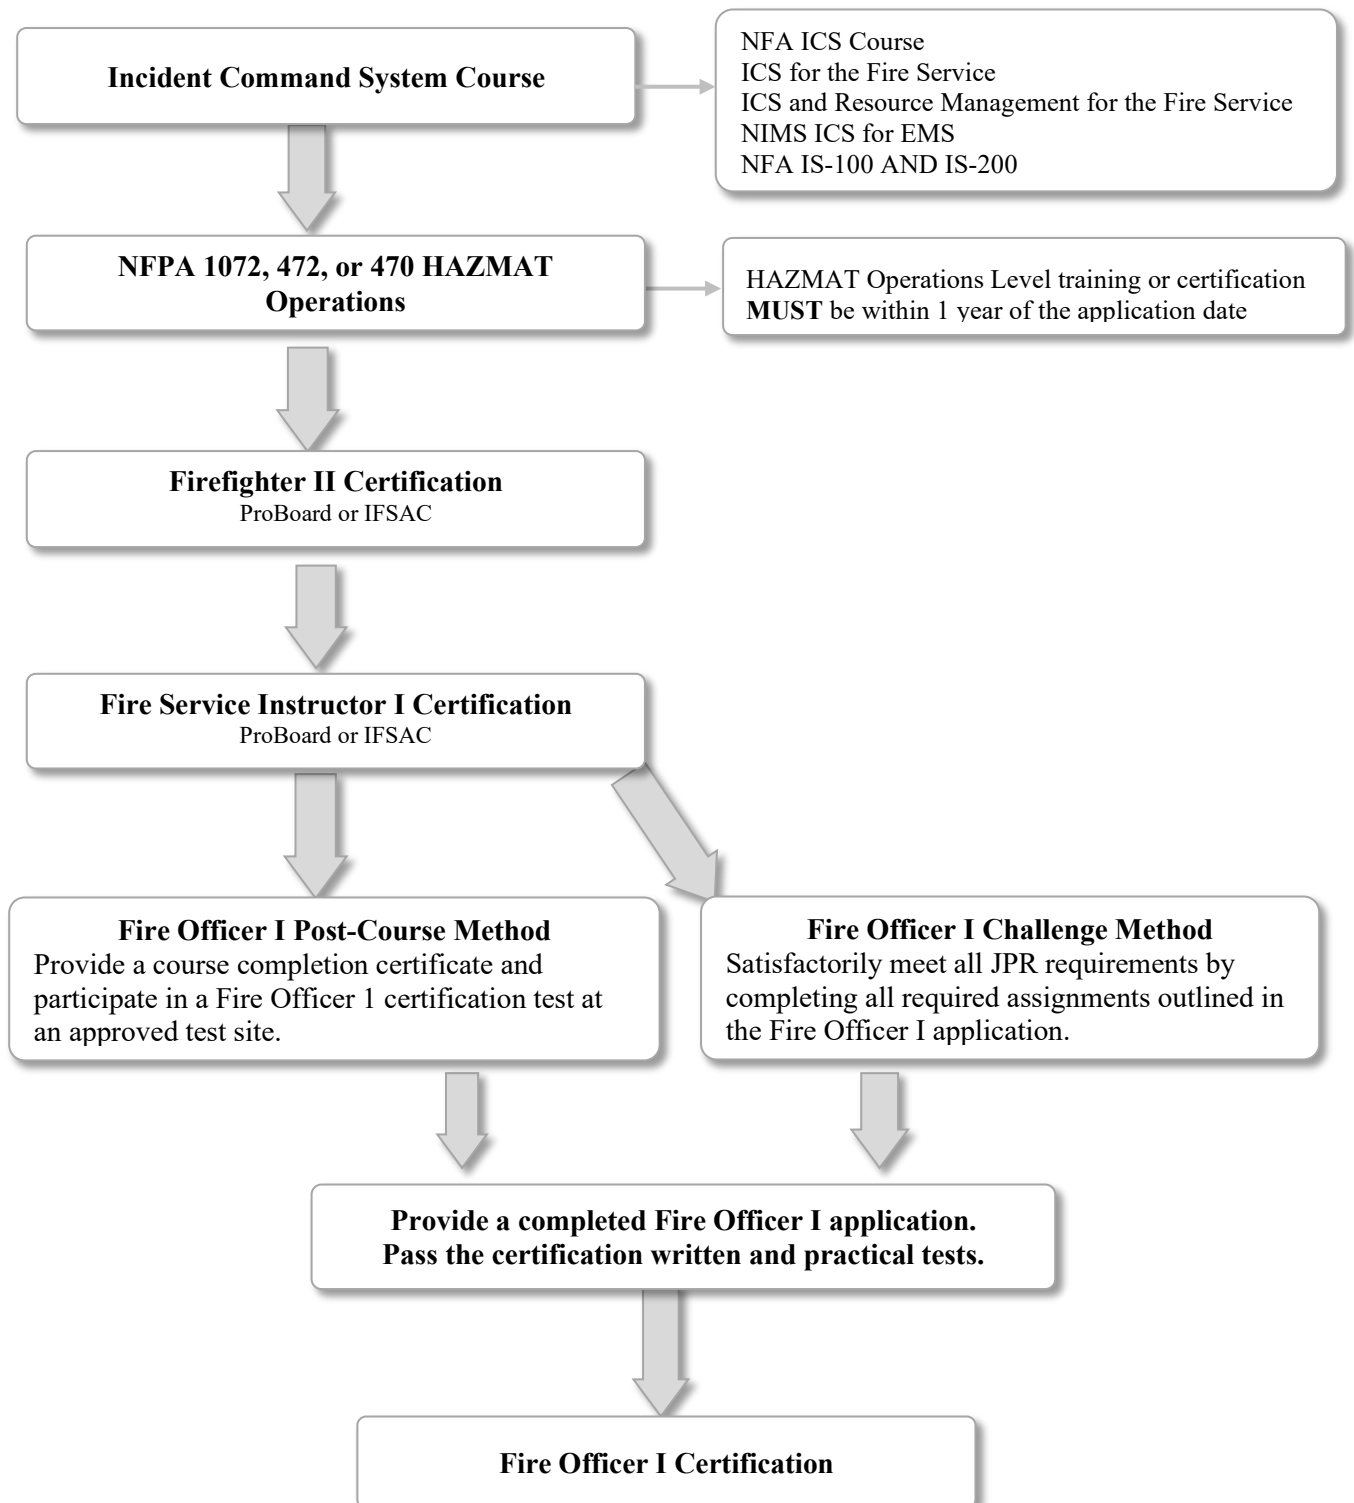 Incident Command System Course
NFA ICS Course
ICS for the Fire Service
ICS and Resource Management for the Fire Service
NIMS ICS for EMS
NFA IS-100 AND IS-200
NFPA 1072, 472, or 470 HAZMAT
Operations
HAZMAT Operations Level training or certification
MUST be within 1 year of the application date
Firefighter II Certification
ProBoard or IFSAC
Fire Service Instructor I Certification
ProBoard or IFSAC
Fire Officer I Post-Course Method
Provide a course completion certificate and
participate in a Fire Officer 1 certification test at
an approved test site.
Fire Officer I Challenge Method
Satisfactorily meet all JPR requirements by
completing all required assignments outlined in
the Fire Officer I application.
Provide a completed Fire Officer I application.
Pass the certification written and practical tests.
Fire Officer I Certification